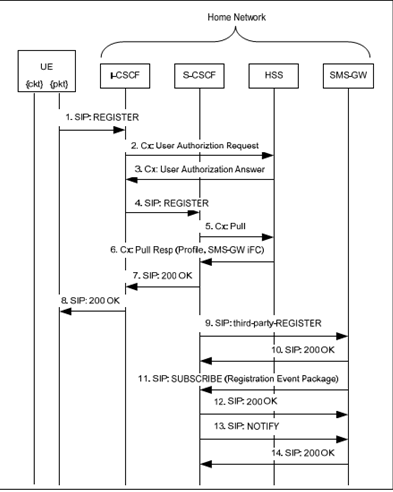 Home Network
UE
{ckt} {pkt}
I-CSCF
S-CSCF
HSS
SMS-GW
1. SIP: REGISTER
2. Cx: User Authoriztion Request
3. Cx: User Authorization Answer
4. SIP: REGISTER
5. Cx: Pull
6. Cx: Pull Resp (Profile, SMS-GW iFC)
7. SIP: 200 OK
8. SIP: 200 OK
9. SIP: third-party-REGISTER
10. SIP: 200 OK
11. SIP: SUBSCRIBE (Registration Event Package)
12. SIP: 200 OK
13. SIP: NOTIFY
14. SIP: 200 OK